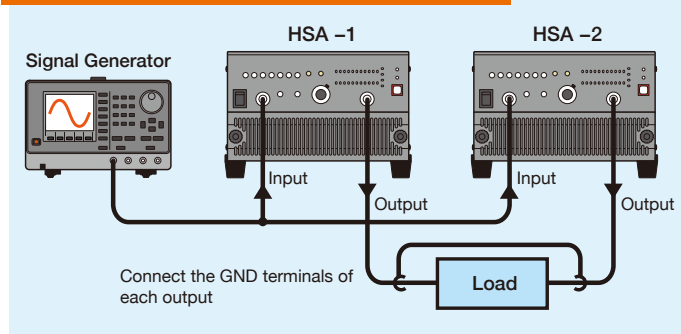 HSA –1
HSA –2
Signal Generator
Input
Output
Input
Output
Connect the GND terminals of
each output
Load